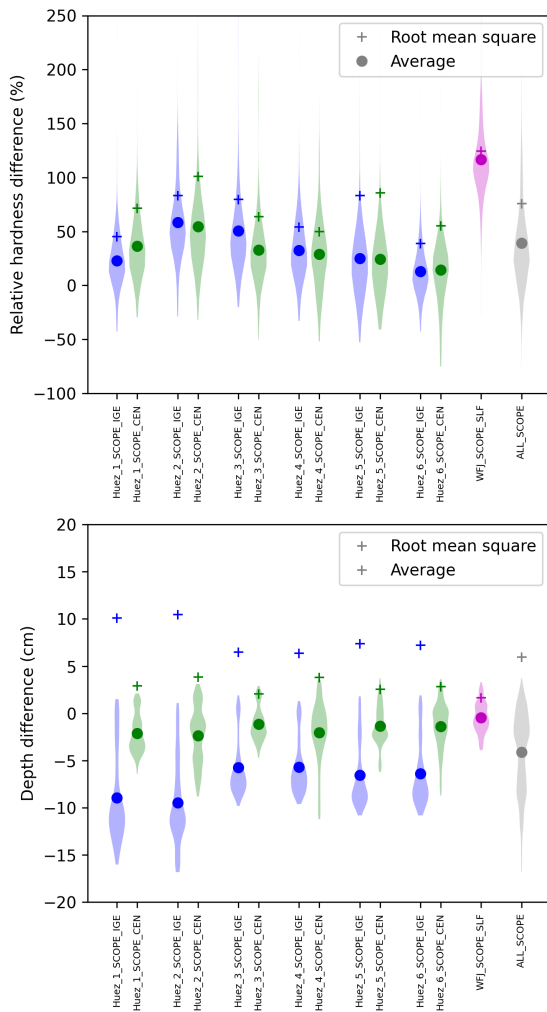 250
200
150
100
50
0
−50
−100
Relative hardness difference (%)
Root mean square
Average
Huez_1_SCOPE_IGE
Huez_1_SCOPE_CEN
Huez_2_SCOPE_IGE
Huez_2_SCOPE_CEN
Huez_3_SCOPE_IGE
Huez_3_SCOPE_CEN
Huez_4_SCOPE_IGE
Huez_4_SCOPE_CEN
Huez_5_SCOPE_IGE
Huez_5_SCOPE_CEN
Huez_6_SCOPE_IGE
Huez_6_SCOPE_CEN
WFJ_SCOPE_SLF
ALL_SCOPE
20
15
10
5
0
−5
−10
−15
−20
Depth difference (cm)
Root mean square
Average
Huez_1_SCOPE_IGE
Huez_1_SCOPE_CEN
Huez_2_SCOPE_IGE
Huez_2_SCOPE_CEN
Huez_3_SCOPE_IGE
Huez_3_SCOPE_CEN
Huez_4_SCOPE_IGE
Huez_4_SCOPE_CEN
Huez_5_SCOPE_IGE
Huez_5_SCOPE_CEN
Huez_6_SCOPE_IGE
Huez_6_SCOPE_CEN
WFJ_SCOPE_SLF
ALL_SCOPE